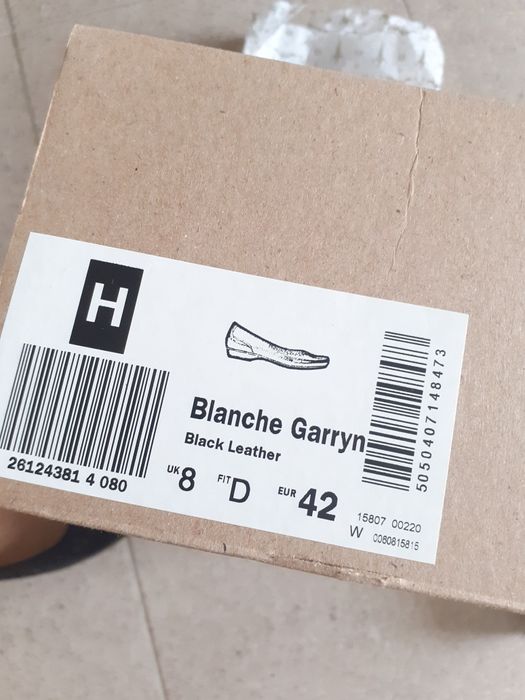 H
Blanche Garryn
Black Leather
UK 8 FIT D EUR 42
26124381 4 080
5050407148473
15807 00220
W 0080815815